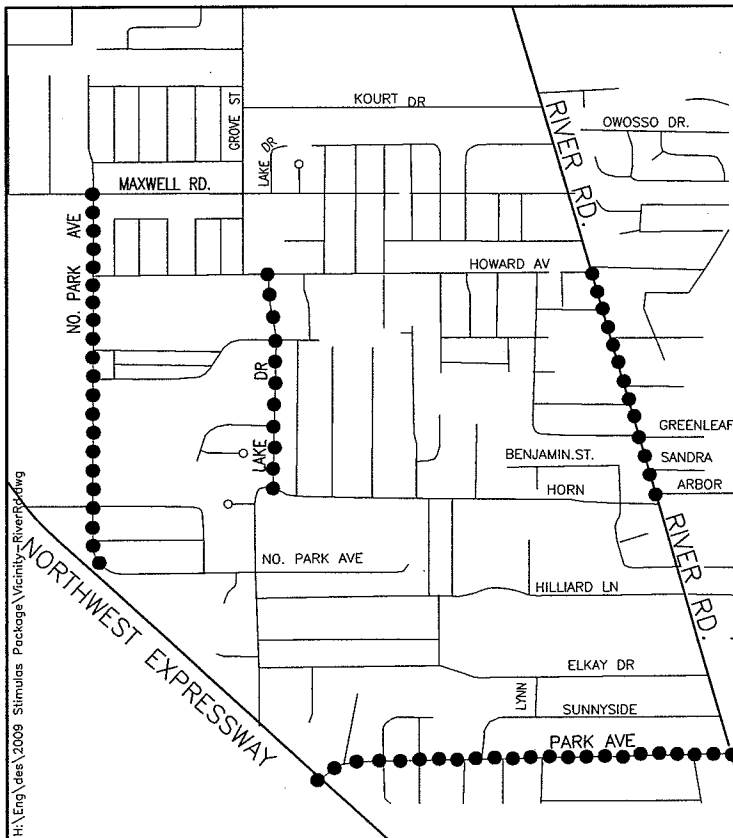 KOURT DR
GROVE ST
RIVER RD.
OWOSSO DR.
LAKE DR
MAXWELL RD.
NO. PARK AVE
HOWARD AV
LAKE DR
GREENLEAF
BENJAMIN.ST.
SANDRA
HORN
ARBOR
RIVER RD.
NO. PARK AVE
HILLIARD LN
NORTHWEST EXPRESSWAY
ELKAY DR
LYNN
SUNNYSIDE
PARK AVE
H:\Eng\des\2009 Stimulas Package\Vicinity-RiverRd.dwg